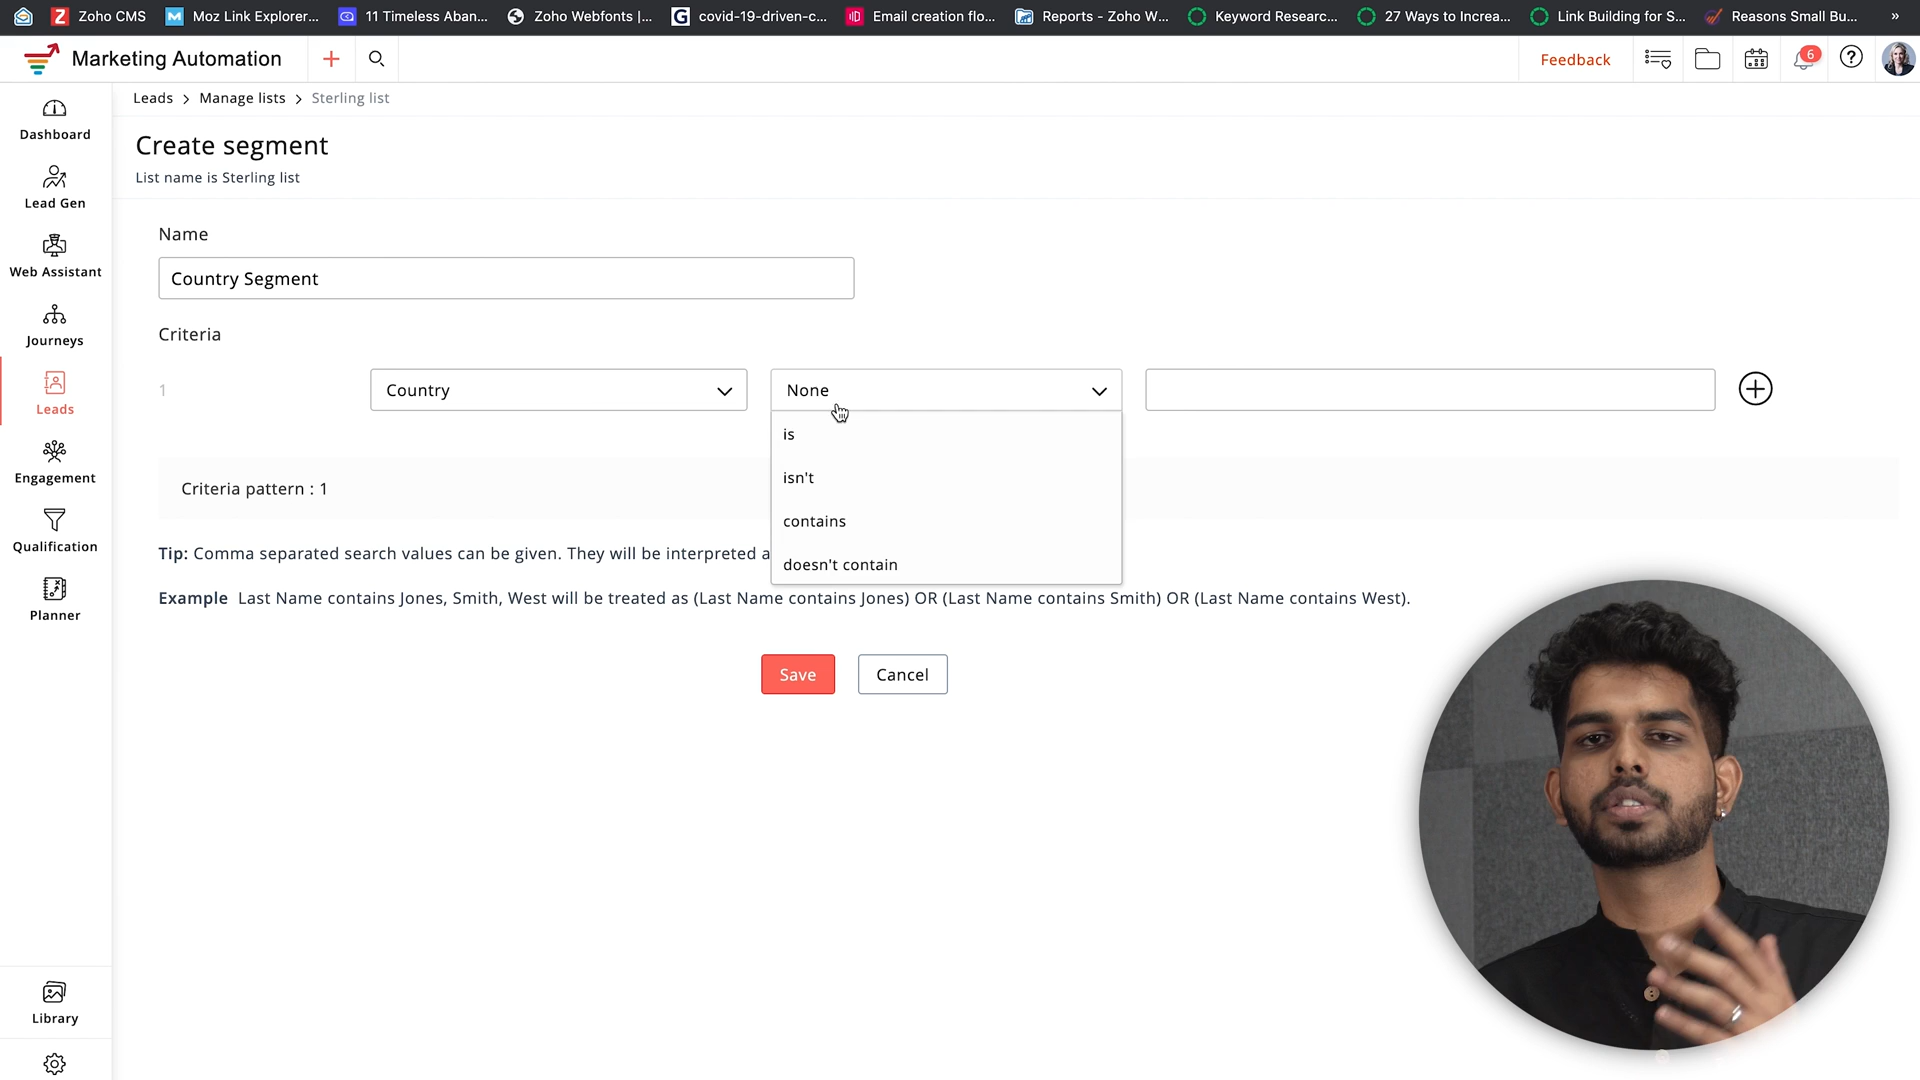 Zoho CMS
Moz Link Explorer...
11 Timeless Aban...
Zoho Webfonts |...
covid-19-driven-c...
Email creation flo...
Reports - Zoho W...
Keyword Researc...
27 Ways to Increa...
Link Building for S...
Reasons Small Bu...
»
Marketing Automation
Feedback
6
Dashboard
Lead Gen
Web Assistant
Journeys
Leads
Engagement
Qualification
Planner
Library
Leads > Manage lists > Sterling list
Create segment
List name is Sterling list
Name
Country Segment
Criteria
1
Country
None
is
isn't
contains
doesn't contain
Criteria pattern : 1
Tip: Comma separated search values can be given. They will be interpreted a
Example Last Name contains Jones, Smith, West will be treated as (Last Name contains Jones) OR (Last Name contains Smith) OR (Last Name contains West).
Save
Cancel